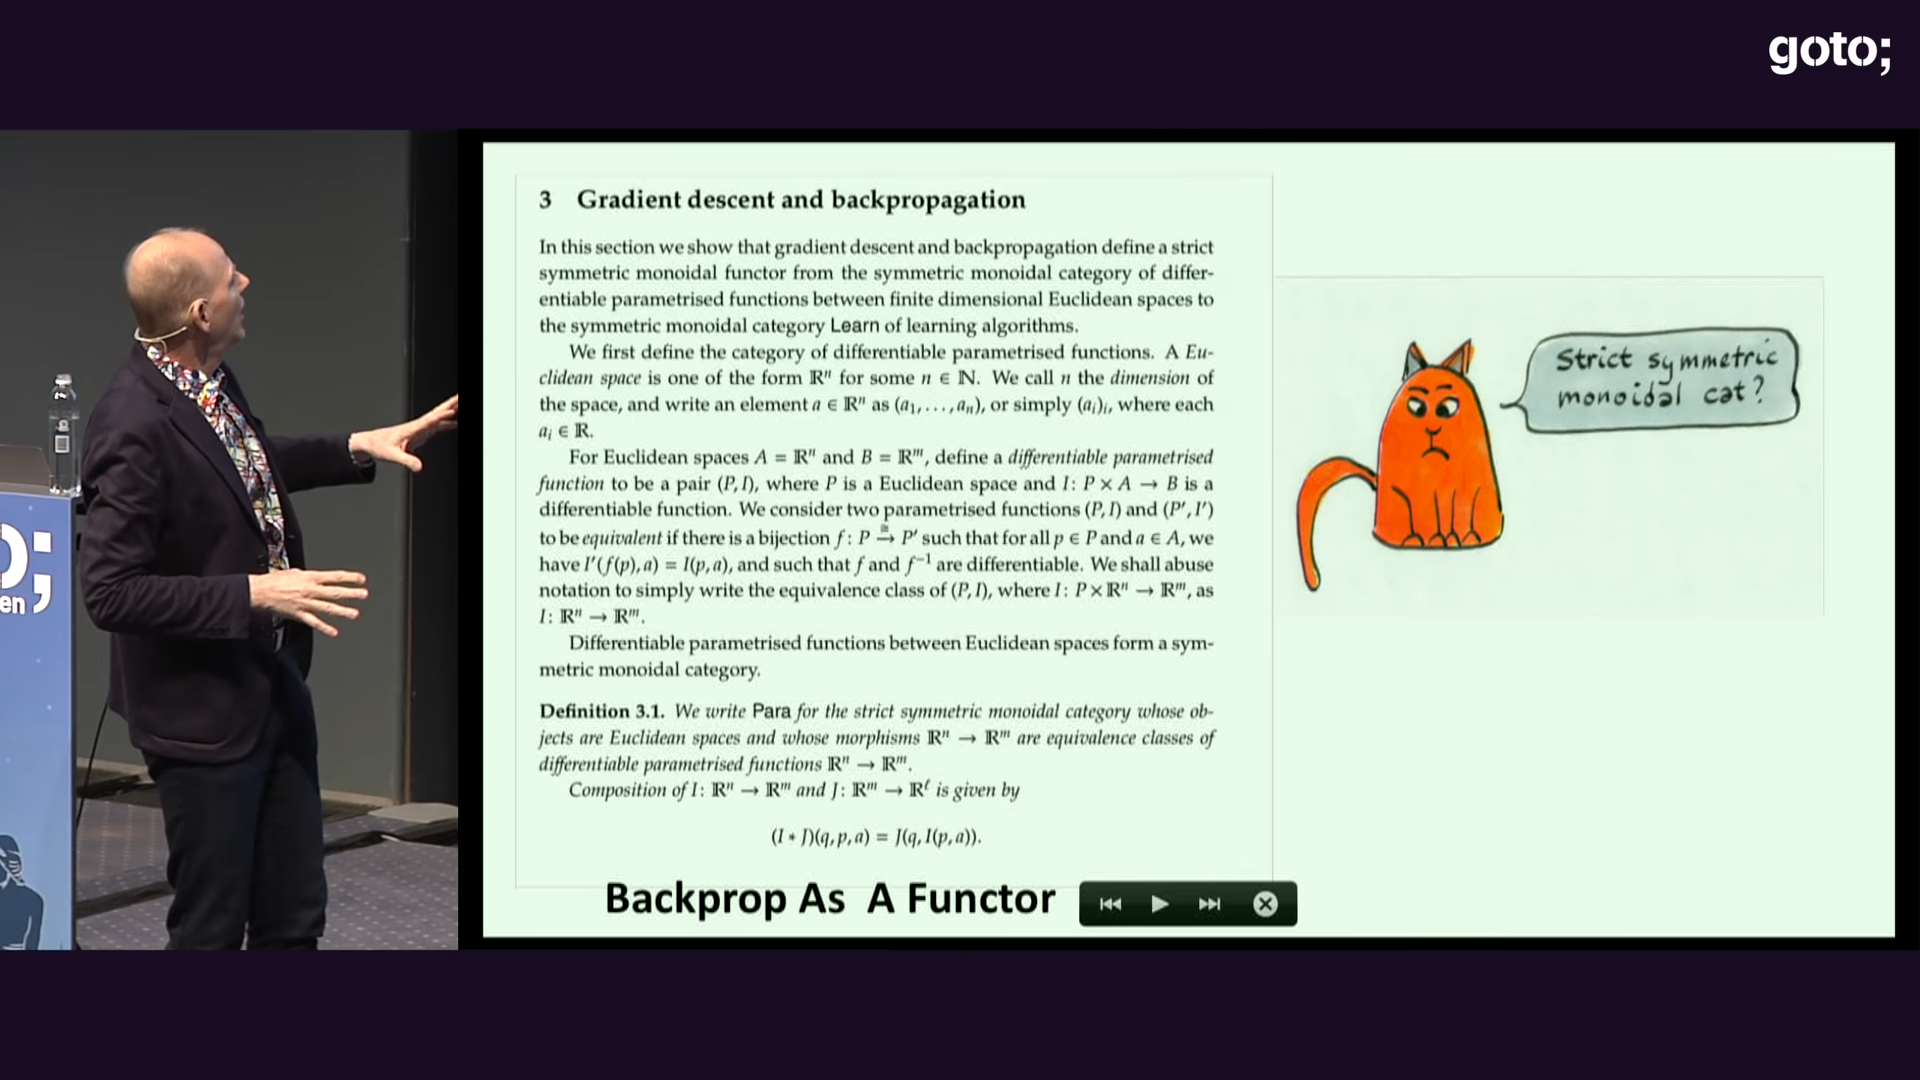 goto;
3 Gradient descent and backpropagation
In this section we show that gradient descent and backpropagation define a strict
symmetric monoidal functor from the symmetric monoidal category of differ-
entiable parametrised functions between finite dimensional Euclidean spaces to
the symmetric monoidal category Learn of learning algorithms.
We first define the category of differentiable parametrised functions. A Eu-
clidean space is one of the form ℝⁿ for some n ∈ ℕ. We call n the dimension of
the space, and write an element a ∈ ℝⁿ as (a₁, . . . , aₙ), or simply (aᵢ)ᵢ, where each
aᵢ ∈ ℝ.
For Euclidean spaces A = ℝⁿ and B = ℝᵐ, define a differentiable parametrised
function to be a pair (P, I), where P is a Euclidean space and I: P × A → B is a
differentiable function. We consider two parametrised functions (P, I) and (P′, I′)
to be equivalent if there is a bijection f: P ≅→ P′ such that for all p ∈ P and a ∈ A, we
have I′(f(p), a) = I(p, a), and such that f and f⁻¹ are differentiable. We shall abuse
notation to simply write the equivalence class of (P, I), where I: P × ℝⁿ → ℝᵐ, as
I: ℝⁿ → ℝᵐ.
Differentiable parametrised functions between Euclidean spaces form a sym-
metric monoidal category.
Definition 3.1. We write Para for the strict symmetric monoidal category whose ob-
jects are Euclidean spaces and whose morphisms ℝⁿ → ℝᵐ are equivalence classes of
differentiable parametrised functions ℝⁿ → ℝᵐ.
Composition of I: ℝⁿ → ℝᵐ and J: ℝᵐ → ℝ^ℓ is given by
(I * J)(q, p, a) = J(q, I(p, a)).
Backprop As A Functor
Strict symmetric
monoidal cat?
o;
en